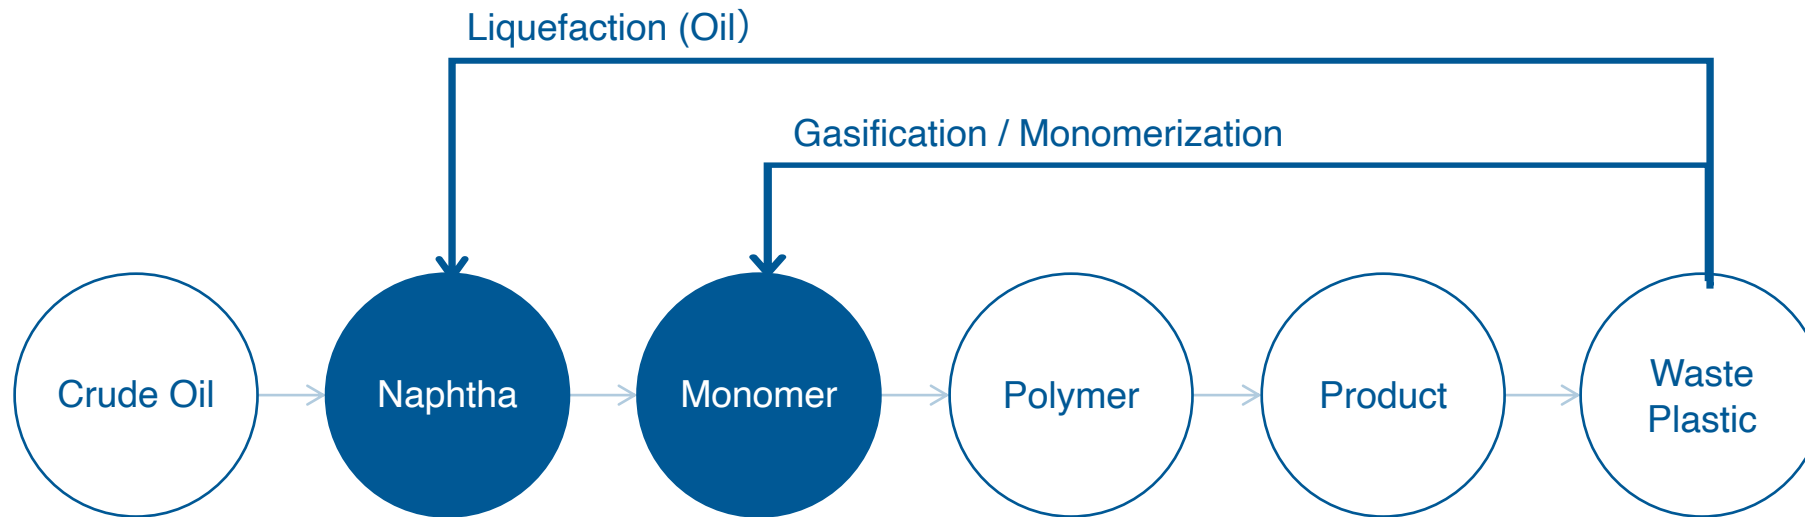 Liquefaction (Oil）
Gasification / Monomerization
Crude Oil
Naphtha
Monomer
Polymer
Product
Waste
Plastic